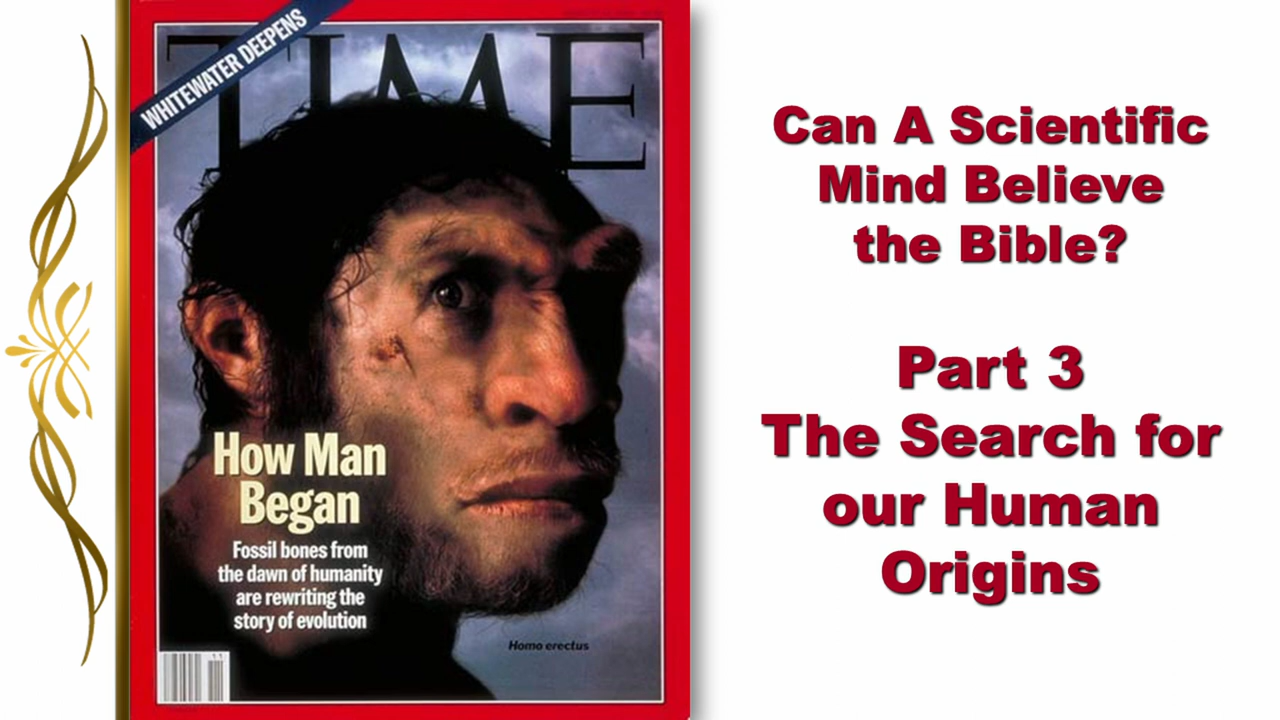 WHITEWATER DEEPENS
TIME
How Man
Began
Fossil bones from
the dawn of humanity
are rewriting the
story of evolution
Homo erectus
11
Can A Scientific
Mind Believe
the Bible?
Part 3
The Search for
our Human
Origins